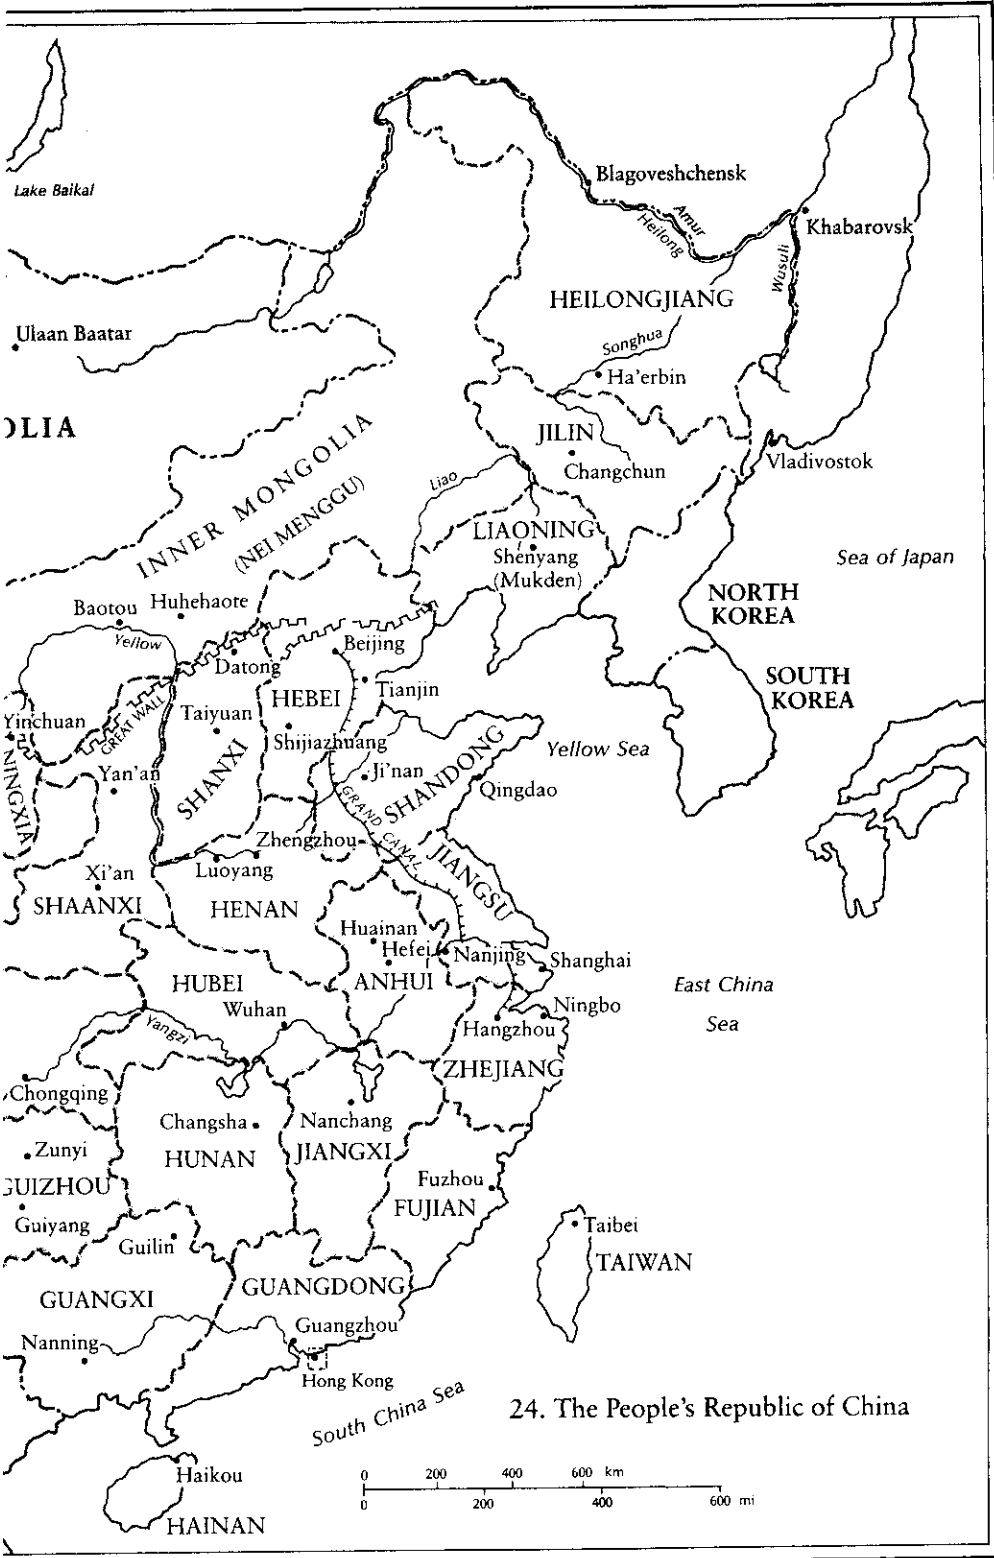 Lake Baikal
Blagoveshchensk
Amur
Heilong
Khabarovsk
Wusuli
HEILONGJIANG
Ulaan Baatar
Songhua
Ha'erbin
OLIA
JILIN
Changchun
Vladivostok
INNER MONGOLIA
(NEI MENGGU)
Liao
LIAONING
Shenyang
(Mukden)
Sea of Japan
NORTH
KOREA
Baotou
Huhehaote
Yellow
Beijing
Datong
SOUTH
KOREA
Tianjin
HEBEI
Yinchuan
GREAT WALL
Taiyuan
Shijiazhuang
Yellow Sea
NINGXIA
Yan'an
SHANXI
Ji'nan
SHANDONG
Qingdao
GRAND CANAL
Zhengzhou
Luoyang
JIANGSU
Xi'an
SHAANXI
HENAN
Huainan
Hefei
Nanjing
Shanghai
HUBEI
ANHUI
East China
Sea
Wuhan
Ningbo
Yangzi
Hangzhou
ZHEJIANG
Chongqing
Changsha
Nanchang
Zunyi
HUNAN
JIANGXI
GUIZHOU
Fuzhou
FUJIAN
Guiyang
Guilin
Taibei
TAIWAN
GUANGXI
GUANGDONG
Nanning
Guangzhou
Hong Kong
South China Sea
24. The People's Republic of China
Haikou
HAINAN
0 200 400 600 km
0 200 400 600 mi